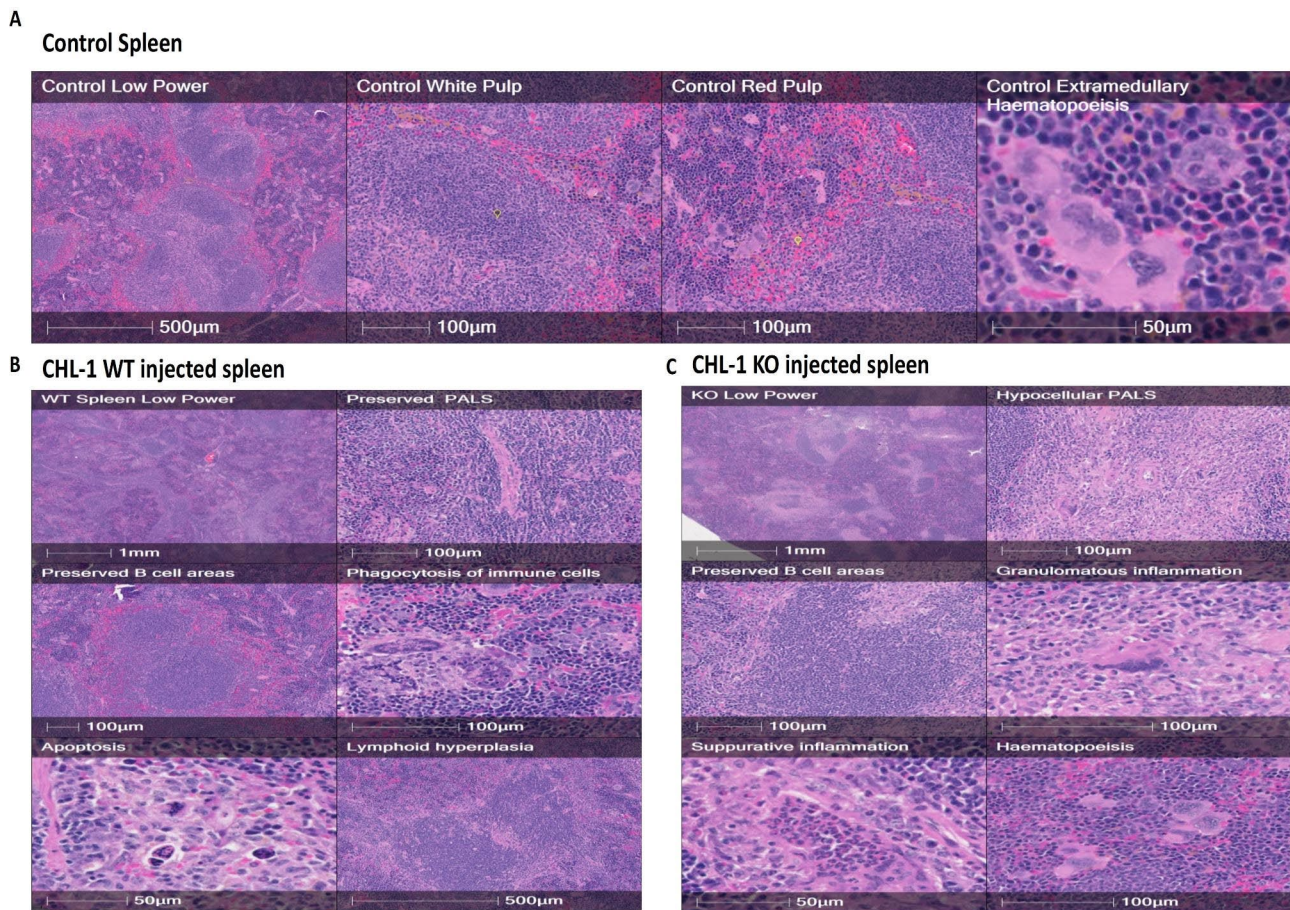 A
Control Spleen
Control Low Power
Control White Pulp
Control Red Pulp
Control Extramedullary
Haematopoeisis
500µm
100µm
100µm
50µm
B
CHL-1 WT injected spleen
WT Spleen Low Power
Preserved PALS
1mm
100µm
Preserved B cell areas
Phagocytosis of immune cells
100µm
100µm
Apoptosis
Lymphoid hyperplasia
50µm
500µm
C
CHL-1 KO injected spleen
KO Low Power
Hypocellular PALS
1mm
100µm
Preserved B cell areas
Granulomatous inflammation
100µm
100µm
Suppurative inflammation
Haematopoeisis
50µm
100µm